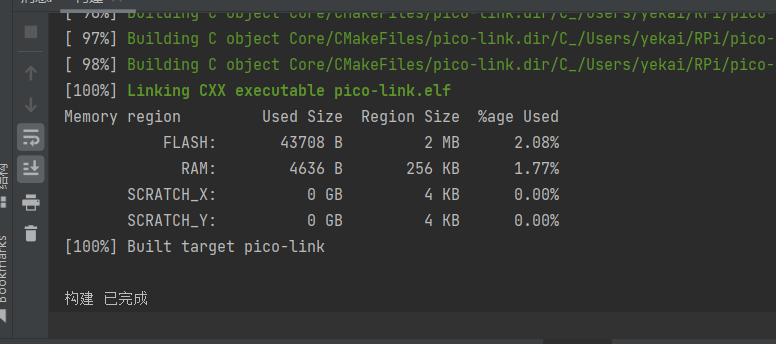 [ 96%] Building C object Core/CMakeFiles/pico-link.dir/C_/Users/yekai/RPi/pico-
[ 97%] Building C object Core/CMakeFiles/pico-link.dir/C_/Users/yekai/RPi/pico-
[ 98%] Building C object Core/CMakeFiles/pico-link.dir/C_/Users/yekai/RPi/pico-
[100%] Linking CXX executable pico-link.elf
Memory region Used Size Region Size %age Used
FLASH: 43708 B 2 MB 2.08%
RAM: 4636 B 256 KB 1.77%
SCRATCH_X: 0 GB 4 KB 0.00%
SCRATCH_Y: 0 GB 4 KB 0.00%
[100%] Built target pico-link
构建 已完成
结构
Bookmarks